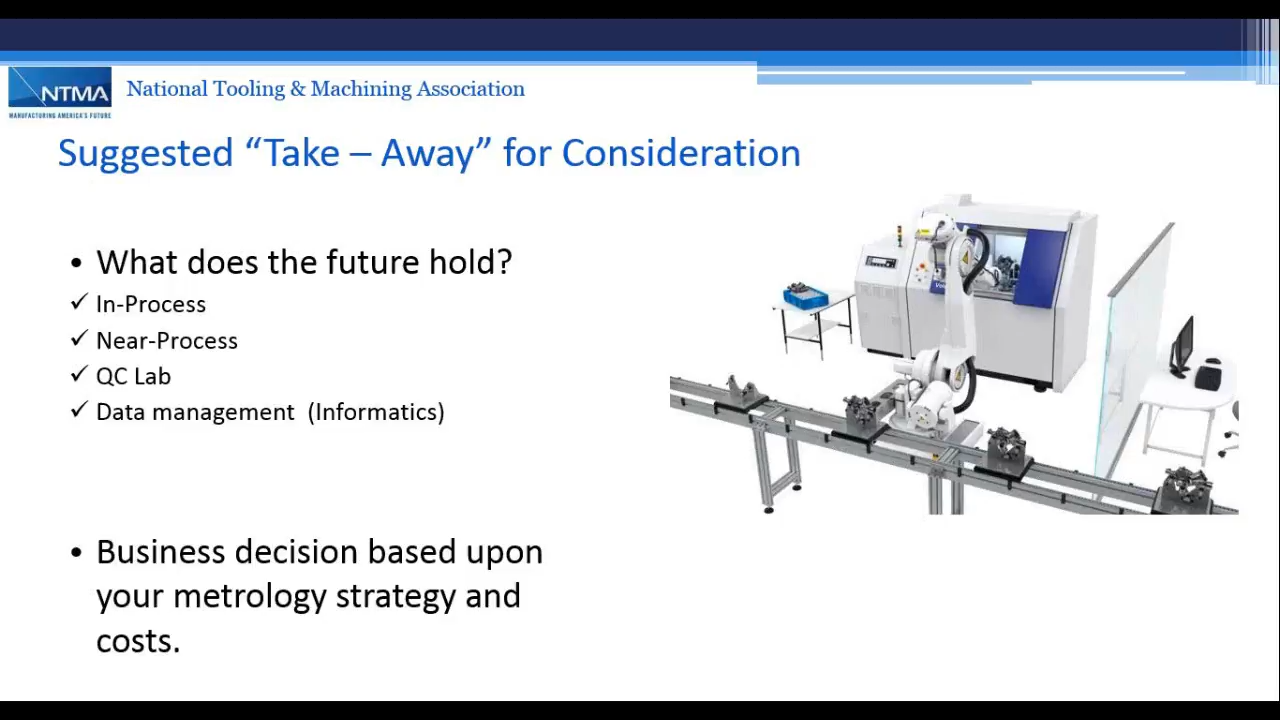 NTMA
MANUFACTURING AMERICA'S FUTURE
National Tooling & Machining Association
Suggested “Take – Away” for Consideration
• What does the future hold?
✓ In-Process
✓ Near-Process
✓ QC Lab
✓ Data management (Informatics)
• Business decision based upon
your metrology strategy and
costs.